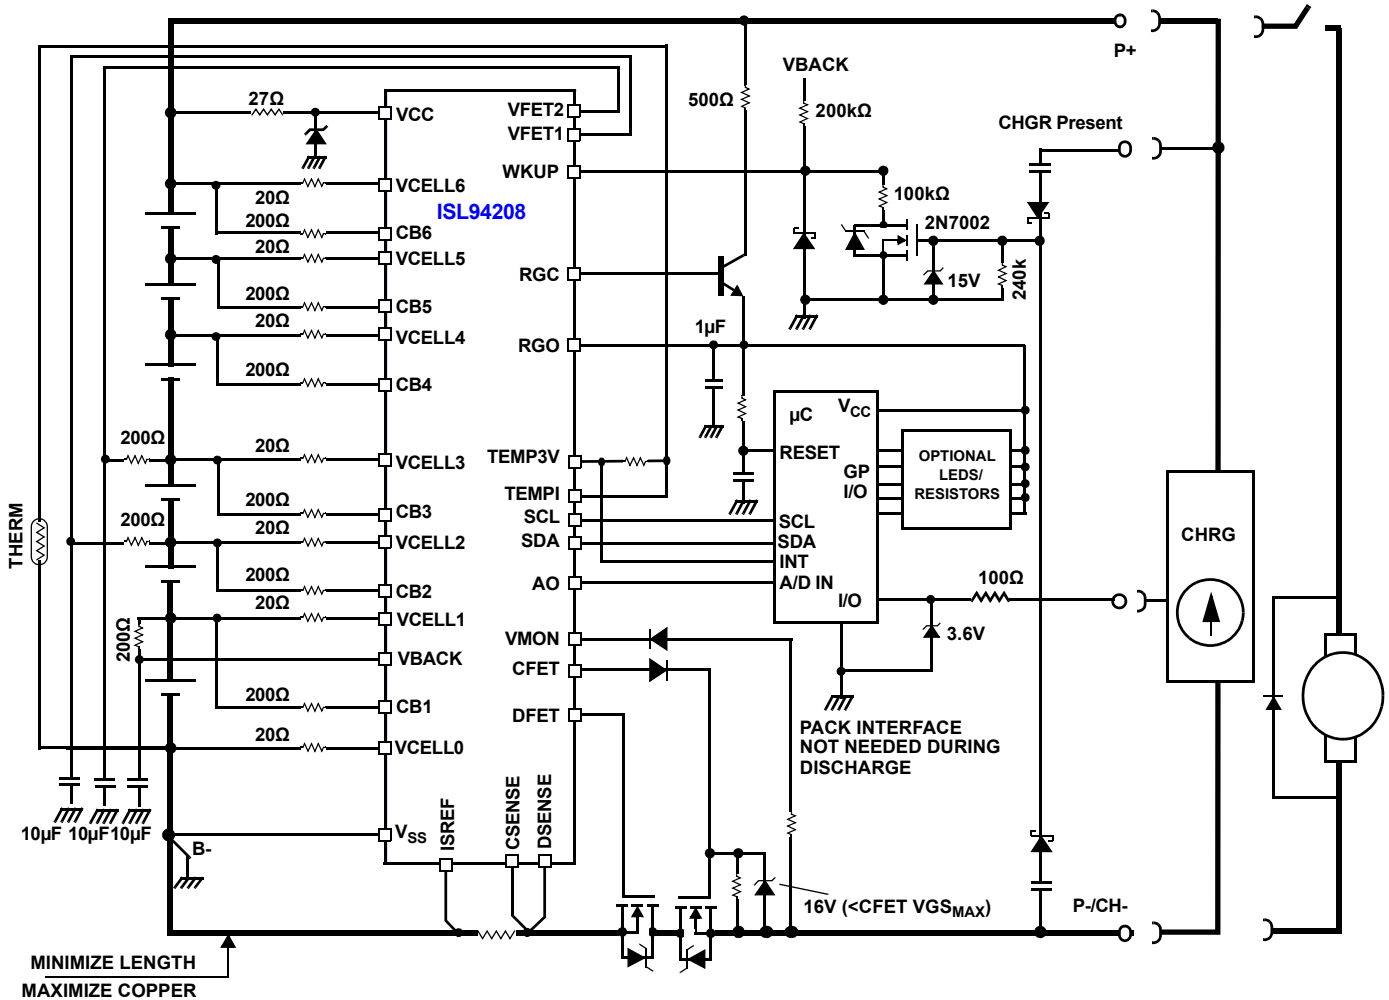 P+
VBACK
27Ω
VCC
VFET2
500Ω
200kΩ
VFET1
CHGR Present
WKUP
VCELL6
20Ω
ISL94208
100kΩ
200Ω
2N7002
CB6
20Ω
VCELL5
RGC
15V
240k
200Ω
CB5
20Ω
1µF
VCELL4
RGO
200Ω
CB4
µC
VCC
200Ω
20Ω
RESET
OPTIONAL
LEDS/
RESISTORS
VCELL3
TEMP3V
GP
I/O
TEMPI
200Ω
CB3
SCL
SCL
THERM
200Ω
20Ω
VCELL2
SDA
SDA
CHRG
INT
200Ω
CB2
AO
A/D IN
100Ω
20Ω
I/O
VCELL1
200Ω
VMON
3.6V
VBACK
CFET
200Ω
CB1
DFET
PACK INTERFACE
NOT NEEDED DURING
DISCHARGE
20Ω
VCELL0
10µF
10µF
10µF
VSS
ISREF
CSENSE
DSENSE
B-
16V (<CFET VGSMAX)
P-/CH-
MINIMIZE LENGTH
MAXIMIZE COPPER